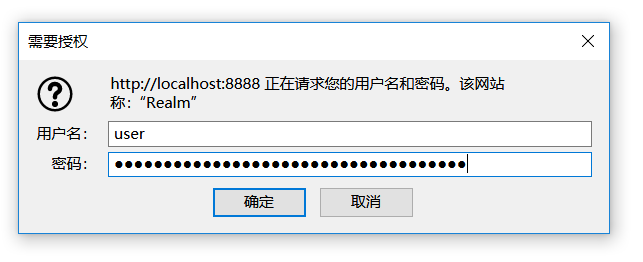 需要授权
http://localhost:8888 正在请求您的用户名和密码。该网站
称：“Realm”
用户名： user
密码： ●●●●●●●●●●●●●●●●●●●●●●●●●●●●●●●●●●●●
确定 取消